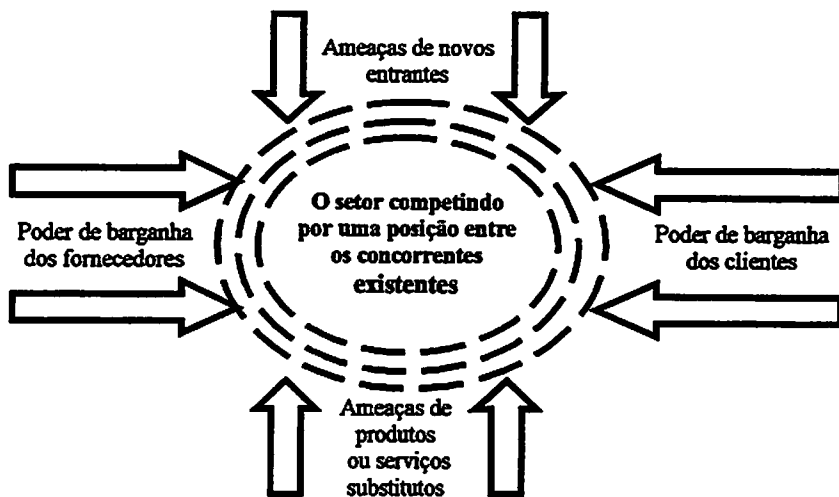 Ameaças de novos
entrantes
O setor competindo
por uma posição entre
os concorrentes
existentes
Poder de barganha
dos fornecedores
Poder de barganha
dos clientes
Ameaças de
produtos
ou serviços
substitutos